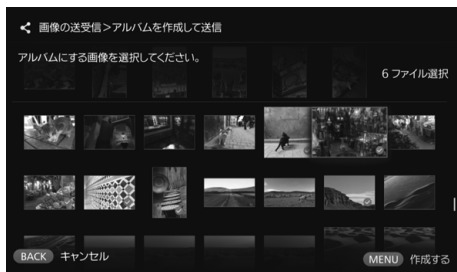 画像の送受信>アルバムを作成して送信
アルバムにする画像を選択してください。
6 ファイル選択
BACK キャンセル
MENU 作成する